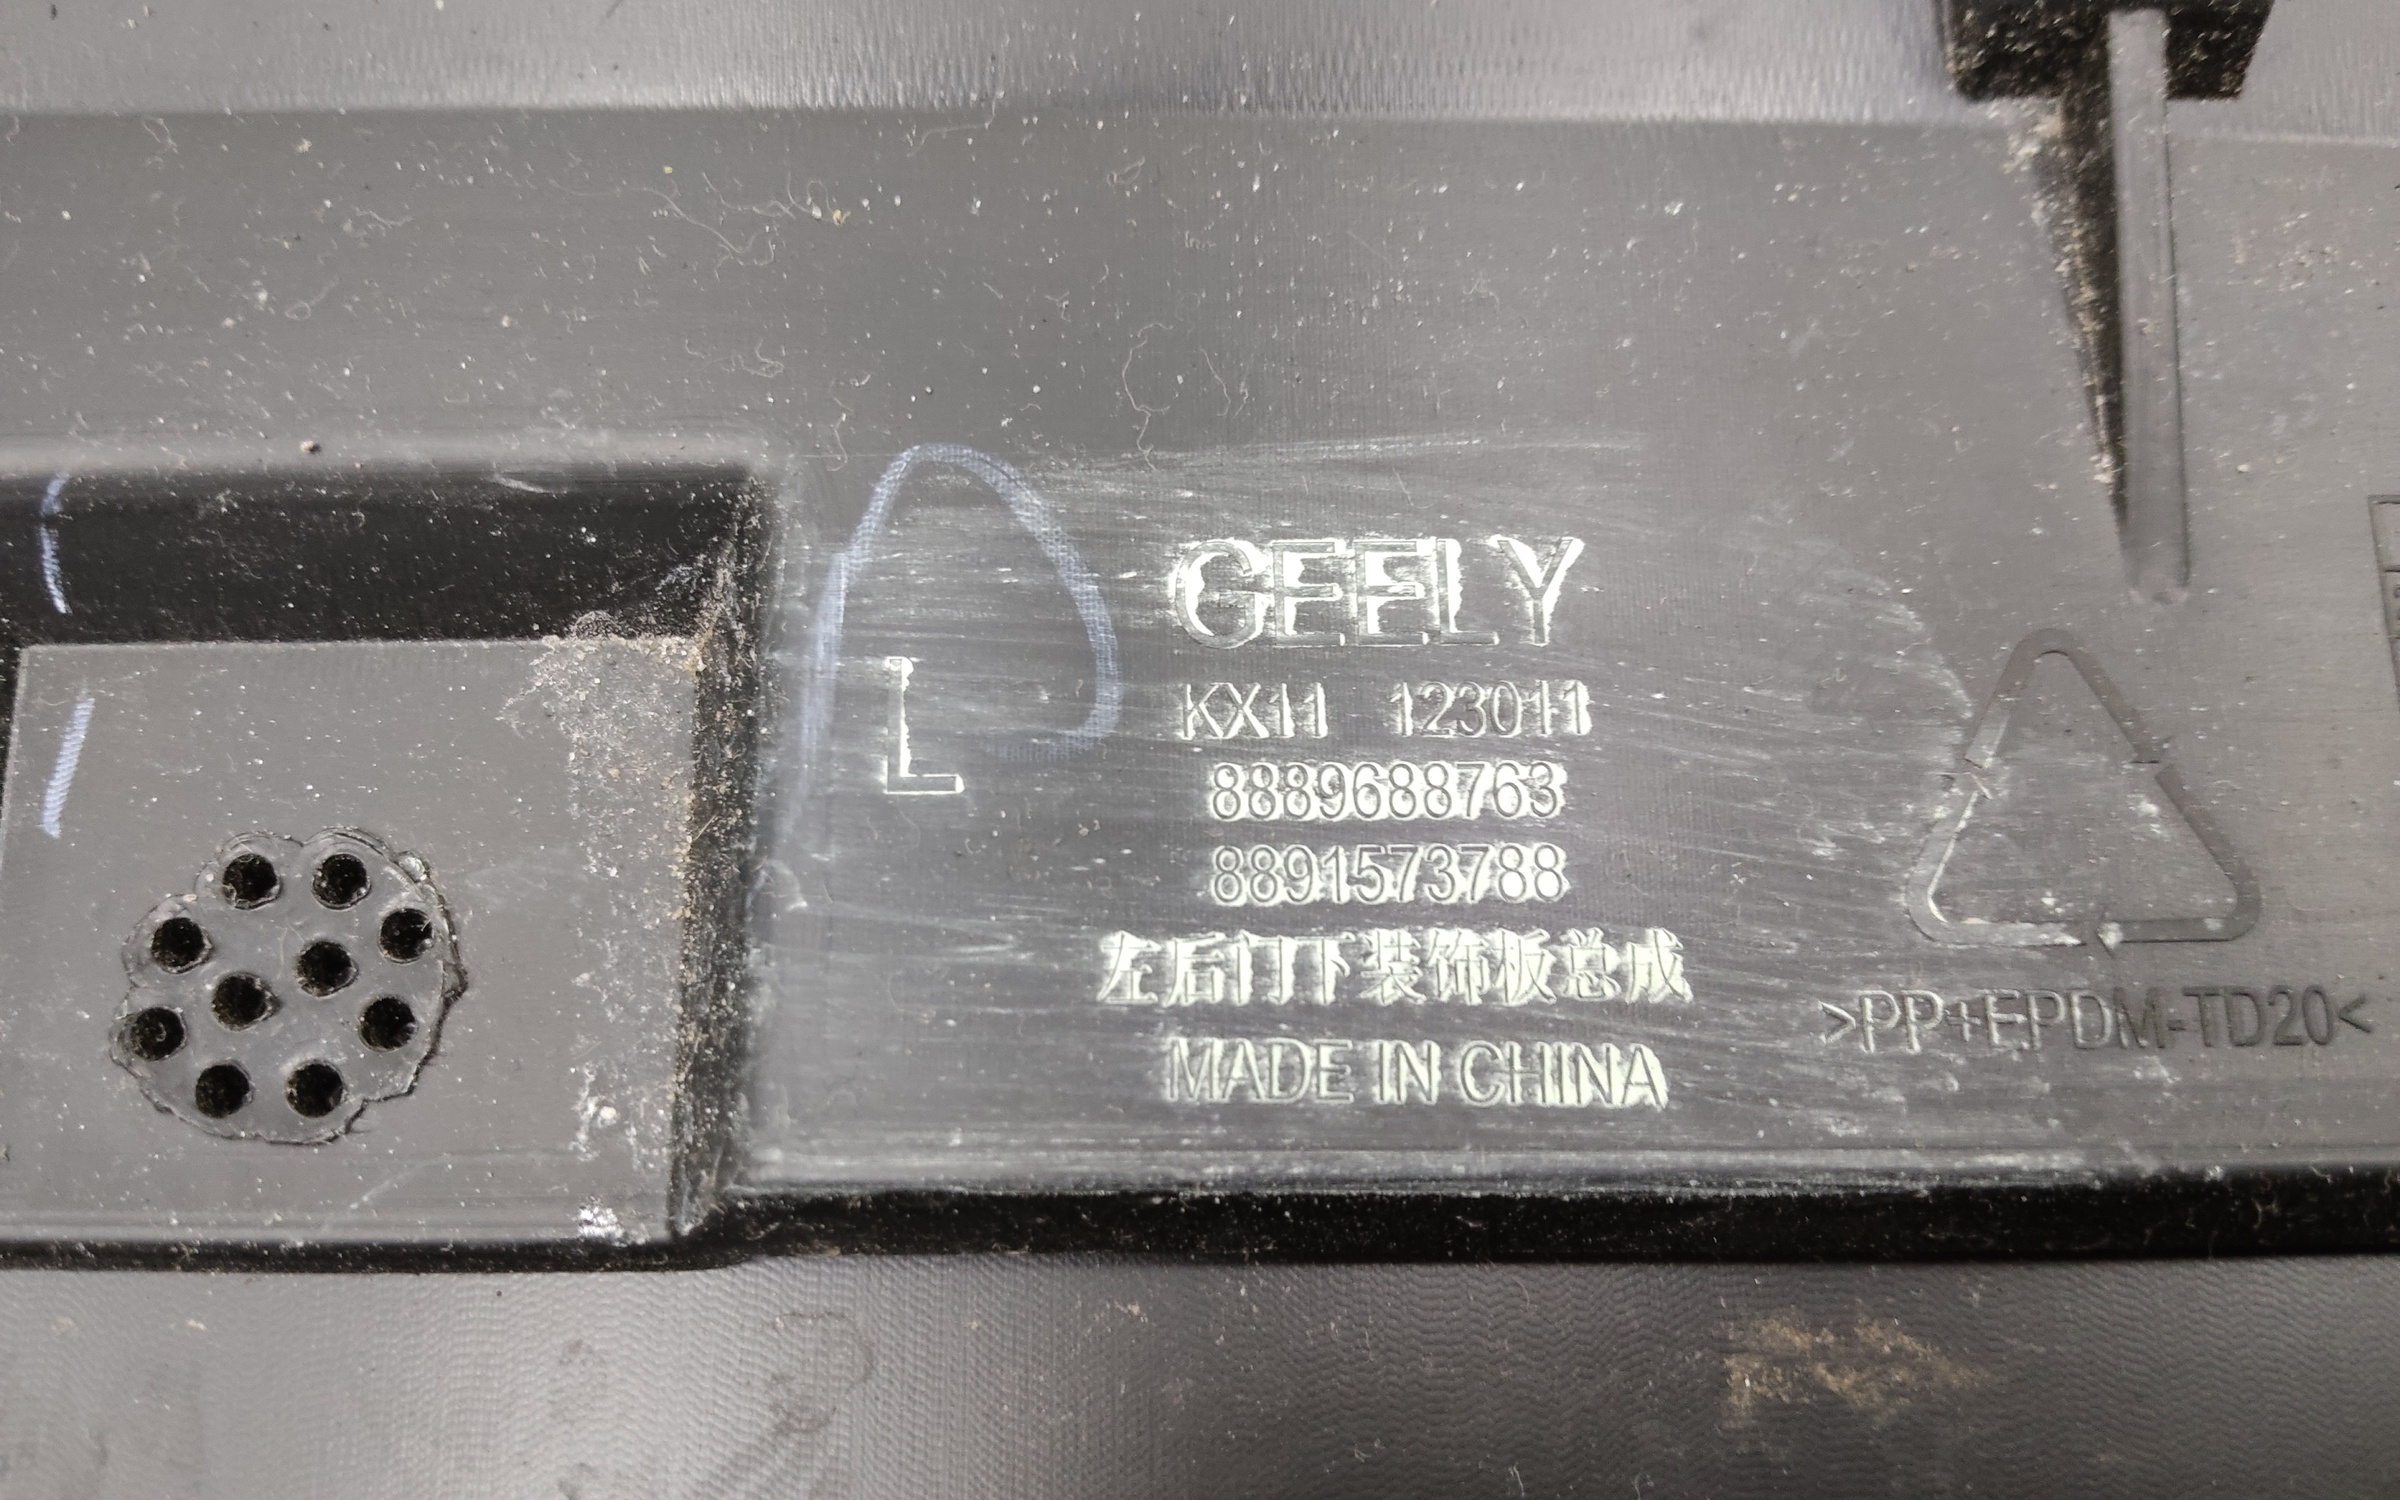 GEELY
L
KX11 123011
8889688763
8891573788
左后门下装饰板总成
MADE IN CHINA
>PP+EPDM-TD20<